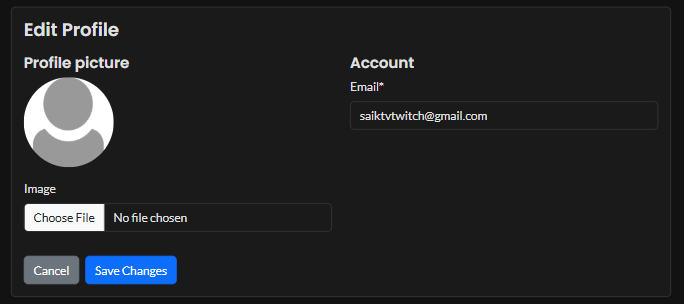 Edit Profile
Profile picture
Account
Email*
saiktvtwitch@gmail.com
Image
Choose File No file chosen
Cancel Save Changes